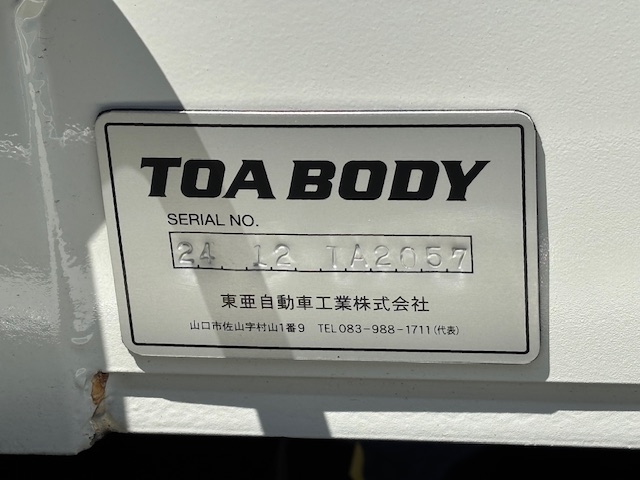 TOA BODY
SERIAL NO.
24 12 TA2057
東亜自動車工業株式会社
山口市佐山字村山1番9 TEL 083-988-1711(代表)